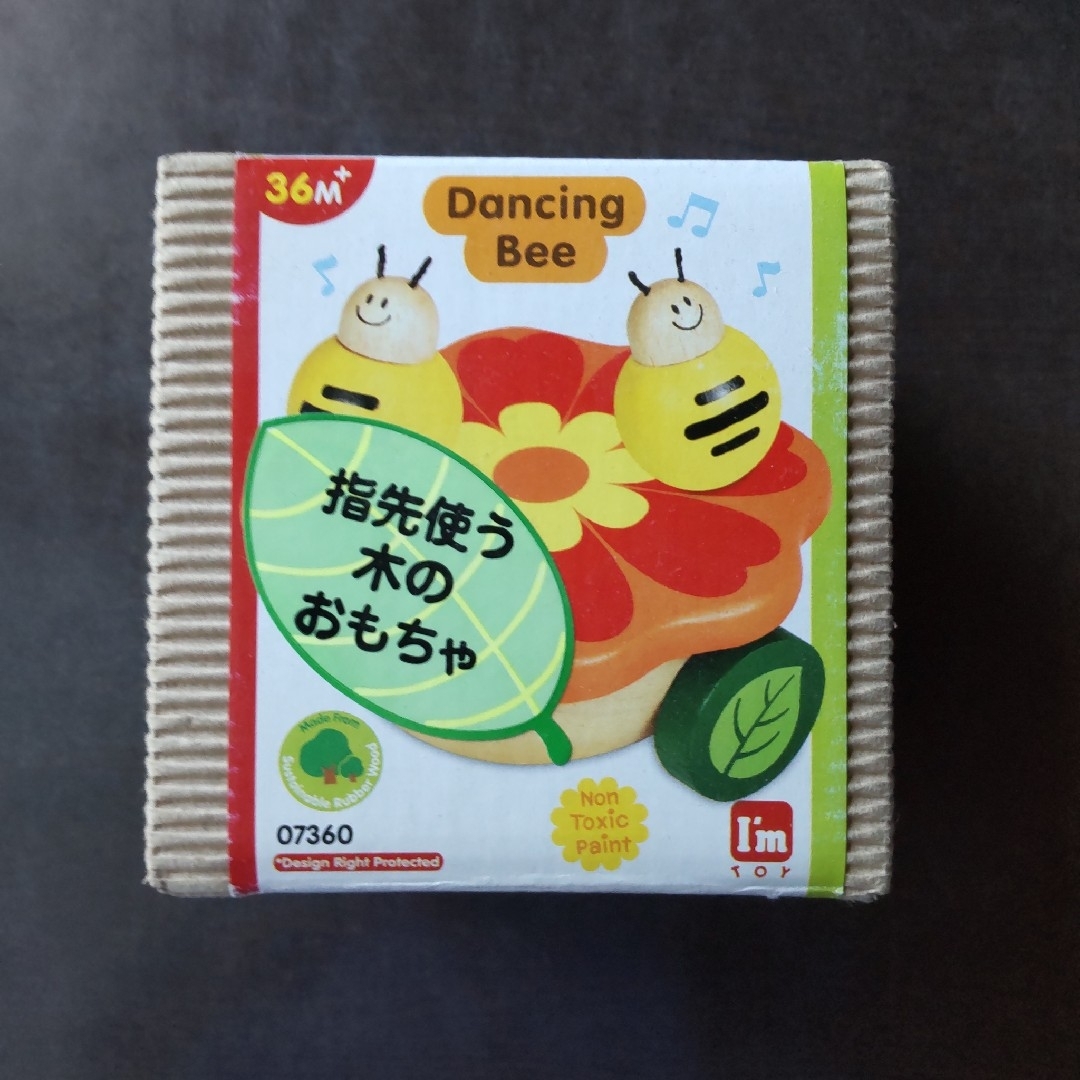 36M+
Dancing
Bee
指先使う
木の
おもちゃ
Made From
Sustainable Rubber Wood
07360
*Design Right Protected
Non
Toxic
Paint
I'm
TOY